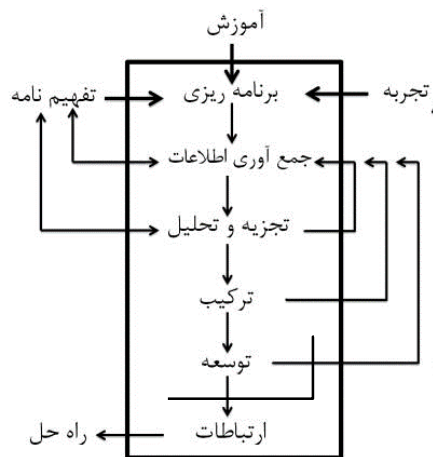 آموزش
تجربه
برنامه ریزی
تفهیم نامه
جمع آوری اطلاعات
تجزیه و تحلیل
ترکیب
توسعه
ارتباطات
راه حل